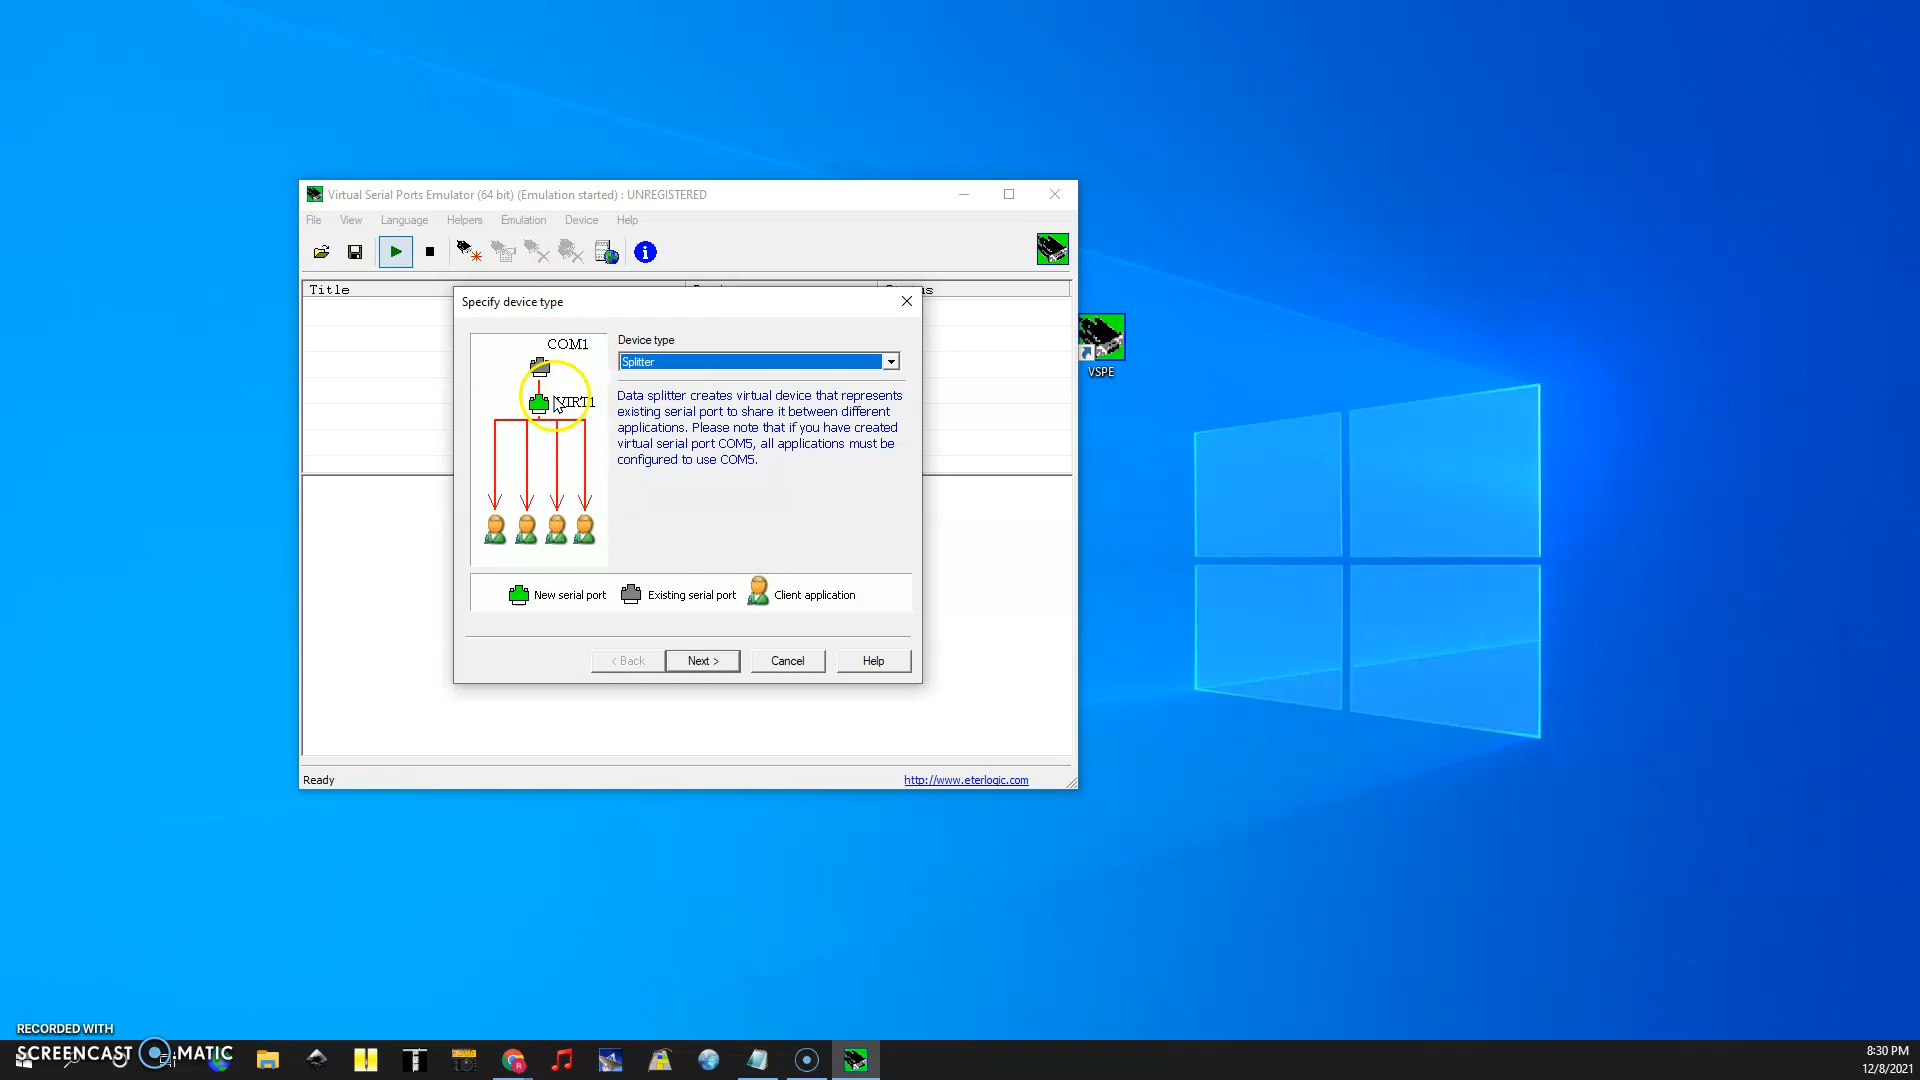 Virtual Serial Ports Emulator (64 bit) (Emulation started) : UNREGISTERED
File View Language Helpers Emulation Device Help
Title
Specify device type
COM1
VIRT1
Device type
Splitter
Data splitter creates virtual device that represents
existing serial port to share it between different
applications. Please note that if you have created
virtual serial port COM5, all applications must be
configured to use COM5.
New serial port Existing serial port Client application
< Back Next > Cancel Help
Ready http://www.eterlogic.com
VSPE
RECORDED WITH
SCREENCAST MATIC
8:30 PM
12/8/2021